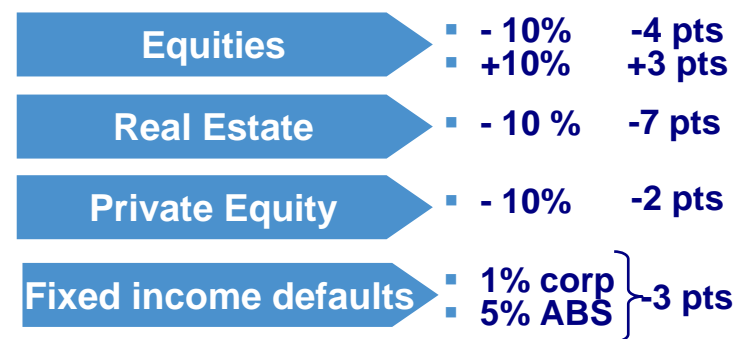 Equities
▪ - 10% -4 pts
▪ +10% +3 pts
Real Estate ▪ - 10 % -7 pts
Private Equity ▪ - 10% -2 pts
Fixed income defaults
▪ 1% corp
▪ 5% ABS
-3 pts